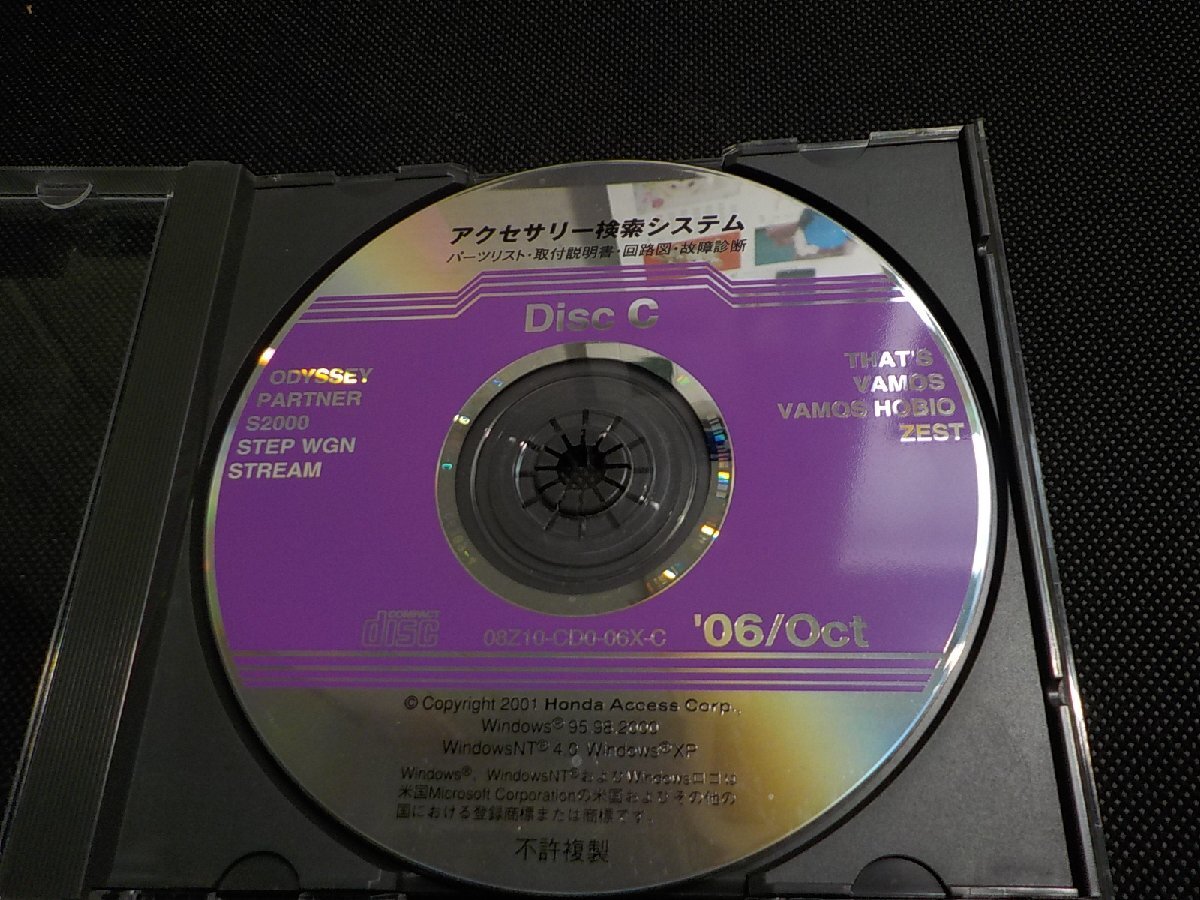 アクセサリー検索システム
パーツリスト・取付説明書・回路図・故障診断
Disc C
ODYSSEY
PARTNER
S2000
STEP WGN
STREAM
THAT'S
VAMOS
VAMOS HOBIO
ZEST
COMPACT
disc
08Z10-CD0-06X-C
'06/Oct
© Copyright 2001 Honda Access Corp.,
Windows® 95,98,2000
WindowsNT® 4.0 Windows® XP
Windows®、WindowsNT®およびWindowsロゴは
米国Microsoft Corporationの米国およびその他の
国における登録商標または商標です。
不許複製